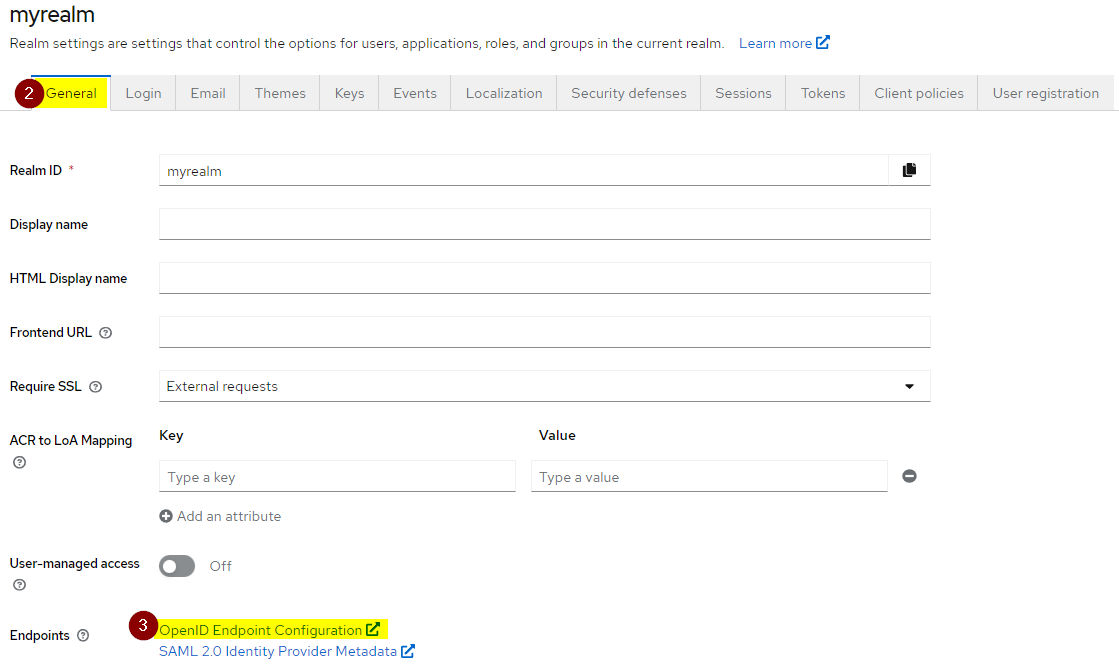 myrealm
Realm settings are settings that control the options for users, applications, roles, and groups in the current realm. Learn more
2 General Login Email Themes Keys Events Localization Security defenses Sessions Tokens Client policies User registration
Realm ID * myrealm
Display name
HTML Display name
Frontend URL ?
Require SSL ? External requests
ACR to LoA Mapping Key Value
?
Type a key Type a value
Add an attribute
User-managed access Off
?
3 OpenID Endpoint Configuration
Endpoints ?
SAML 2.0 Identity Provider Metadata